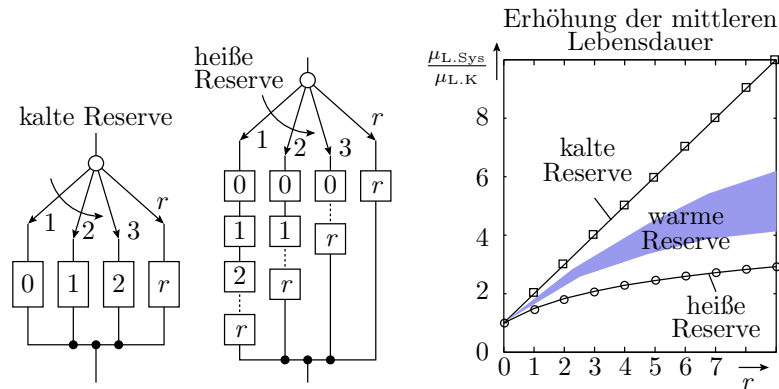 kalte Reserve
1
2
3
r
0
1
2
r
heiße
Reserve
1
2
3
r
0
0
0
r
1
1
r
2
r
r
Erhöhung der mittleren
Lebensdauer
μL.Sys
μL.K
10
8
6
4
2
0
kalte
Reserve
warme
Reserve
heiße
Reserve
0 1 2 3 4 5 6 7
r